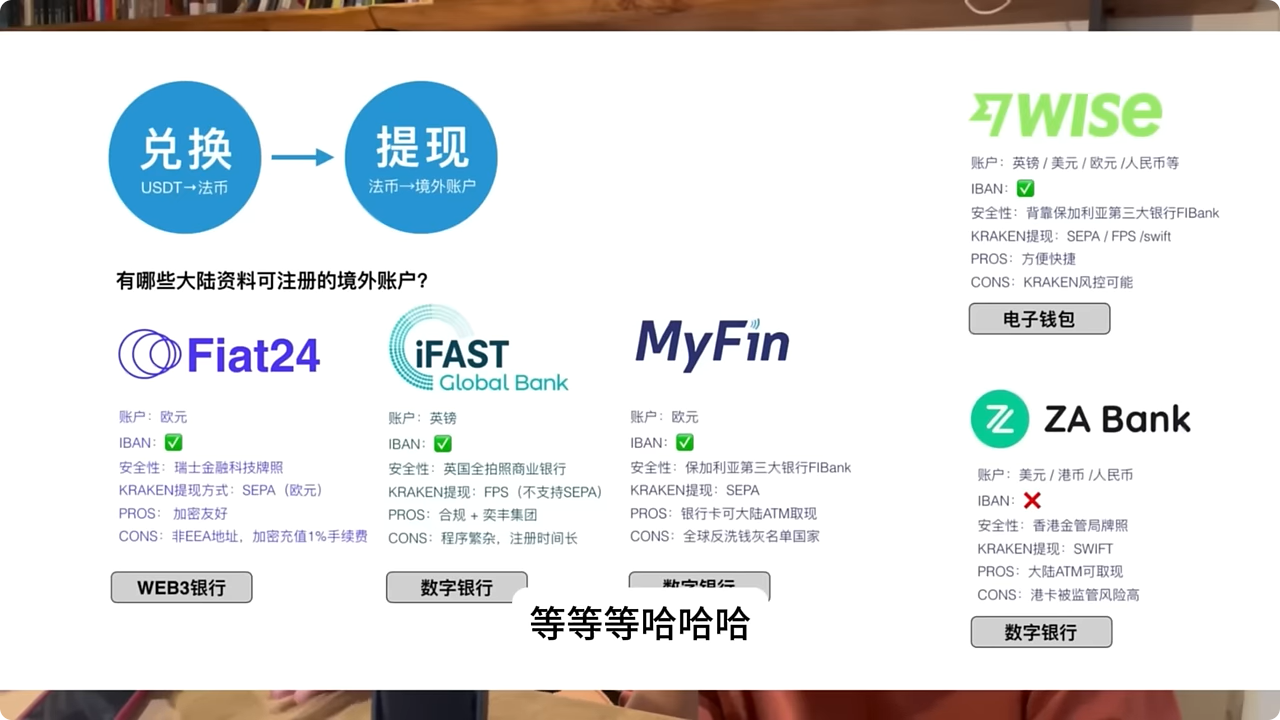 兑换
USDT→法币
提现
法币→境外账户
有哪些大陆资料可注册的境外账户?
Fiat24
账户：欧元
IBAN：✅
安全性：瑞士金融科技牌照
KRAKEN提现方式：SEPA（欧元）
PROS： 加密友好
CONS：非EEA地址，加密充值1%手续费
WEB3银行
iFAST
Global Bank
账户：英镑
IBAN：✅
安全性：英国全拍照商业银行
KRAKEN提现：FPS（不支持SEPA）
PROS：合规 + 奕丰集团
CONS：程序繁杂，注册时间长
数字银行
MyFin
账户：欧元
IBAN：✅
安全性：保加利亚第三大银行FIBank
KRAKEN提现：SEPA
PROS：银行卡可大陆ATM取现
CONS：全球反洗钱灰名单国家
数字银行
WISE
账户：英镑 / 美元 / 欧元 /人民币等
IBAN：✅
安全性：背靠保加利亚第三大银行FIBank
KRAKEN提现：SEPA / FPS /swift
PROS：方便快捷
CONS：KRAKEN风控可能
电子钱包
ZA Bank
账户：美元 / 港币 /人民币
IBAN：❌
安全性：香港金管局牌照
KRAKEN提现：SWIFT
PROS：大陆ATM可取现
CONS：港卡被监管风险高
数字银行
等等等哈哈哈